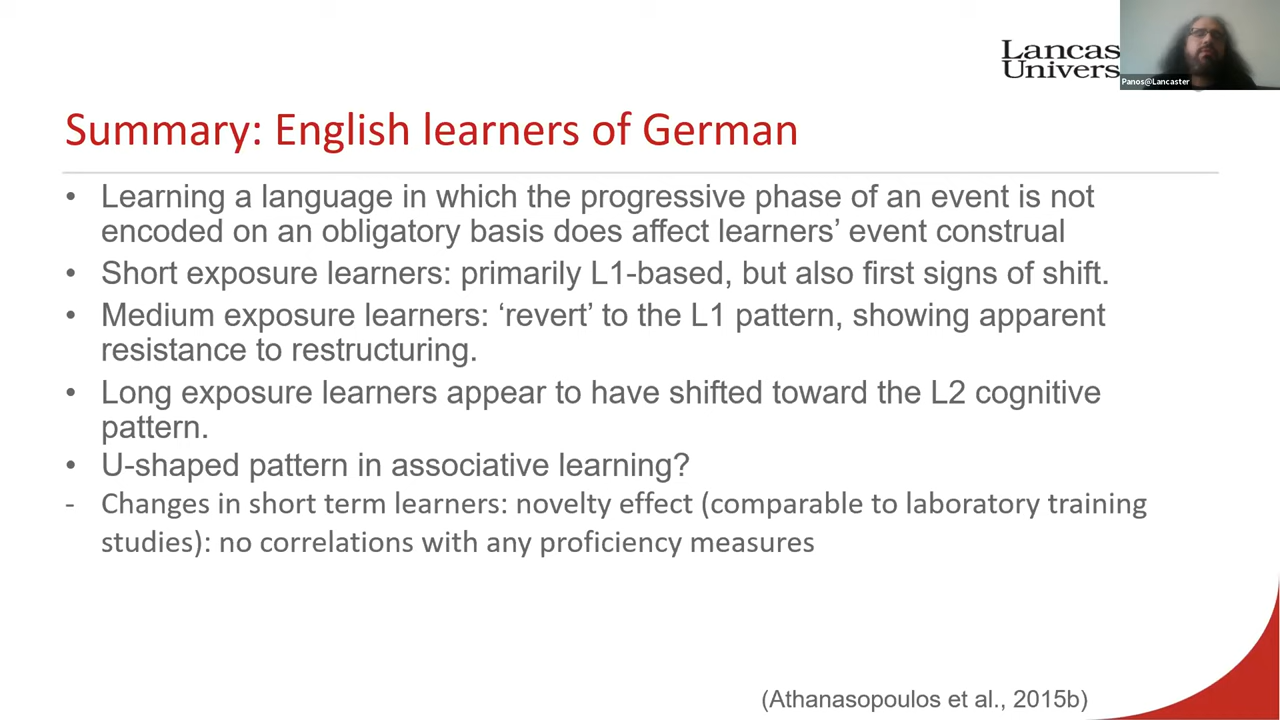 Lancas
Univers
Panos@Lancaster
Summary: English learners of German
• Learning a language in which the progressive phase of an event is not
encoded on an obligatory basis does affect learners’ event construal
• Short exposure learners: primarily L1-based, but also first signs of shift.
• Medium exposure learners: ‘revert’ to the L1 pattern, showing apparent
resistance to restructuring.
• Long exposure learners appear to have shifted toward the L2 cognitive
pattern.
• U-shaped pattern in associative learning?
- Changes in short term learners: novelty effect (comparable to laboratory training
studies): no correlations with any proficiency measures
(Athanasopoulos et al., 2015b)